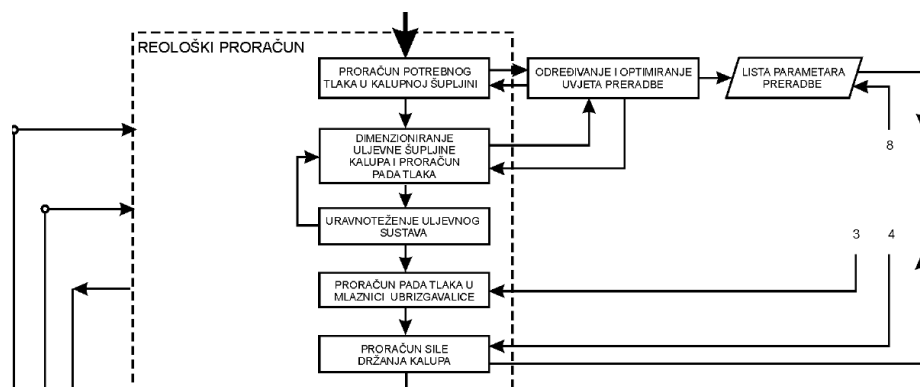 REOLOŠKI PRORAČUN
PRORAČUN POTREBNOG
TLAKA U KALUPNOJ ŠUPLJINI
ODREĐIVANJE I OPTIMIRANJE
UVJETA PRERADBE
LISTA PARAMETARA
PRERADBE
DIMENZIONIRANJE
ULJEVNE ŠUPLJINE
KALUPA I PRORAČUN
PADA TLAKA
8
URAVNOTEŽENJE ULJEVNOG
SUSTAVA
3 4
PRORAČUN PADA TLAKA U
MLAZNICI UBRIZGAVALICE
PRORAČUN SILE
DRŽANJA KALUPA